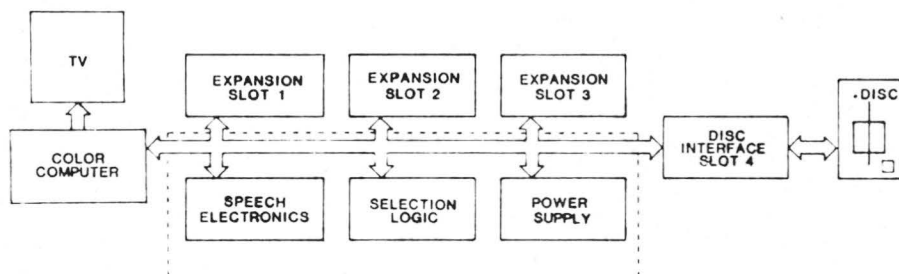 TV
EXPANSION
SLOT 1
EXPANSION
SLOT 2
EXPANSION
SLOT 3
.DISC
COLOR
COMPUTER
DISC
INTERFACE
SLOT 4
SPEECH
ELECTRONICS
SELECTION
LOGIC
POWER
SUPPLY